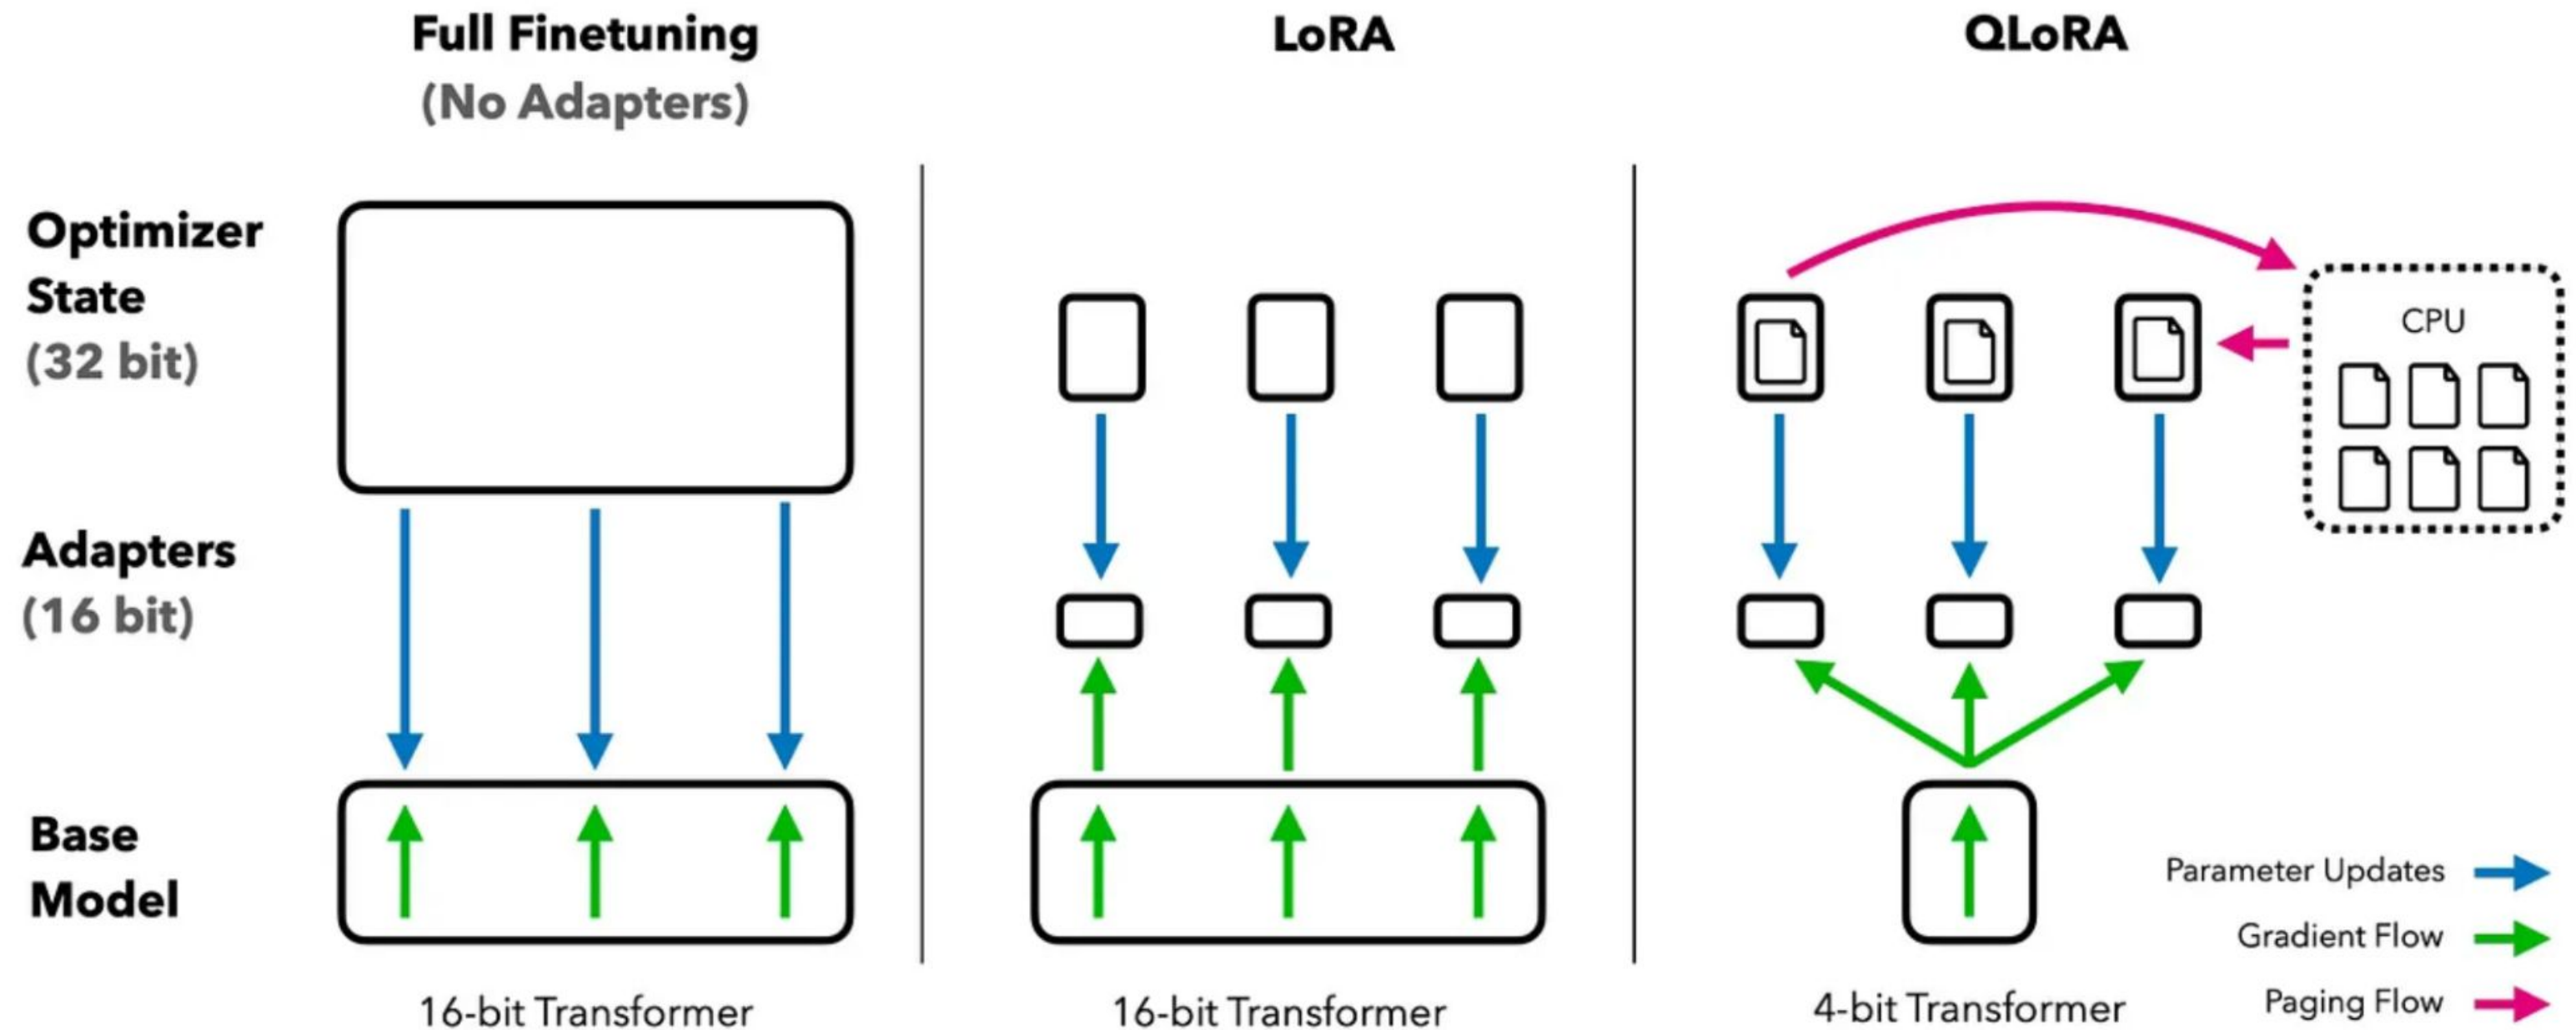 Full Finetuning
(No Adapters)
LoRA
QLoRA
Optimizer
State
(32 bit)
CPU
Adapters
(16 bit)
Base
Model
Parameter Updates
Gradient Flow
Paging Flow
16-bit Transformer
16-bit Transformer
4-bit Transformer